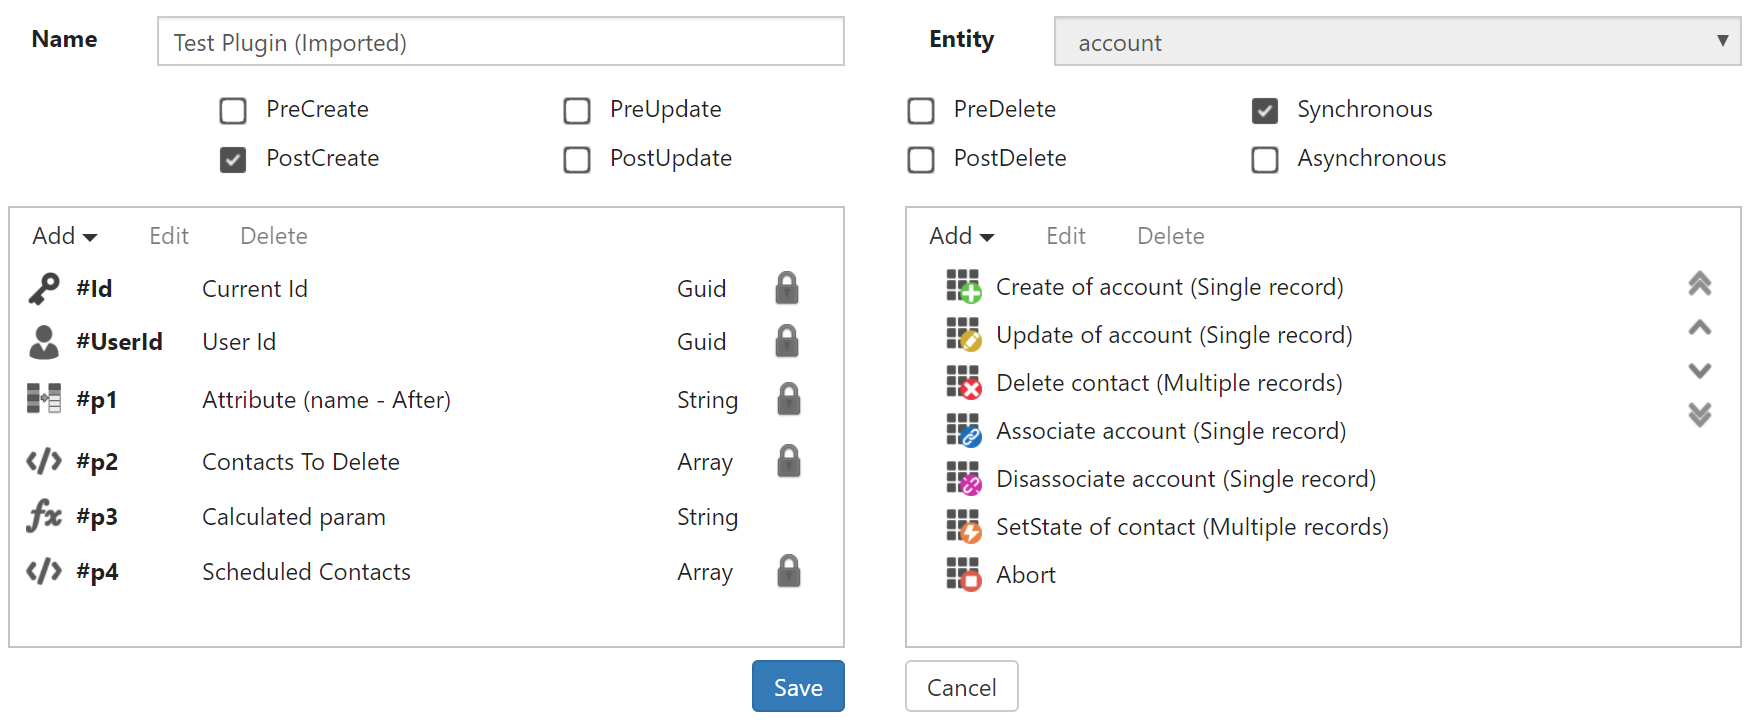 Name Test Plugin (Imported) Entity account
PreCreate PreUpdate PreDelete Synchronous
PostCreate PostUpdate PostDelete Asynchronous
Add Edit Delete
#Id Current Id Guid
#UserId User Id Guid
#p1 Attribute (name - After) String
</> #p2 Contacts To Delete Array
fx #p3 Calculated param String
</> #p4 Scheduled Contacts Array
Add Edit Delete
Create of account (Single record)
Update of account (Single record)
Delete contact (Multiple records)
Associate account (Single record)
Disassociate account (Single record)
SetState of contact (Multiple records)
Abort
Save Cancel